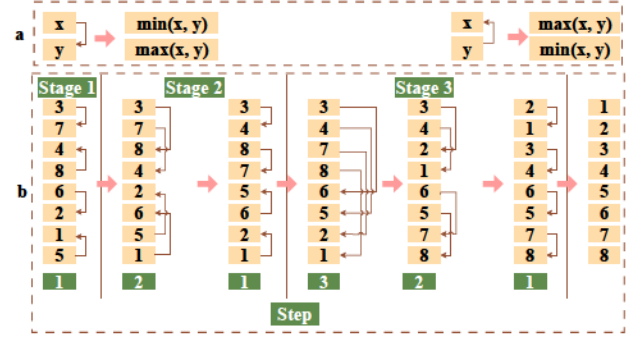 a
x
y
min(x, y)
max(x, y)
x
y
max(x, y)
min(x, y)
b
Stage 1 Stage 2 Stage 3
3 3 3 3 3 2 1
7 7 4 4 4 1 2
4 8 8 7 2 3 3
8 4 7 8 1 4 4
6 2 5 6 6 6 5
2 6 6 5 5 5 6
1 5 2 2 7 7 7
5 1 1 1 8 8 8
1 2 1 3 2 1
Step